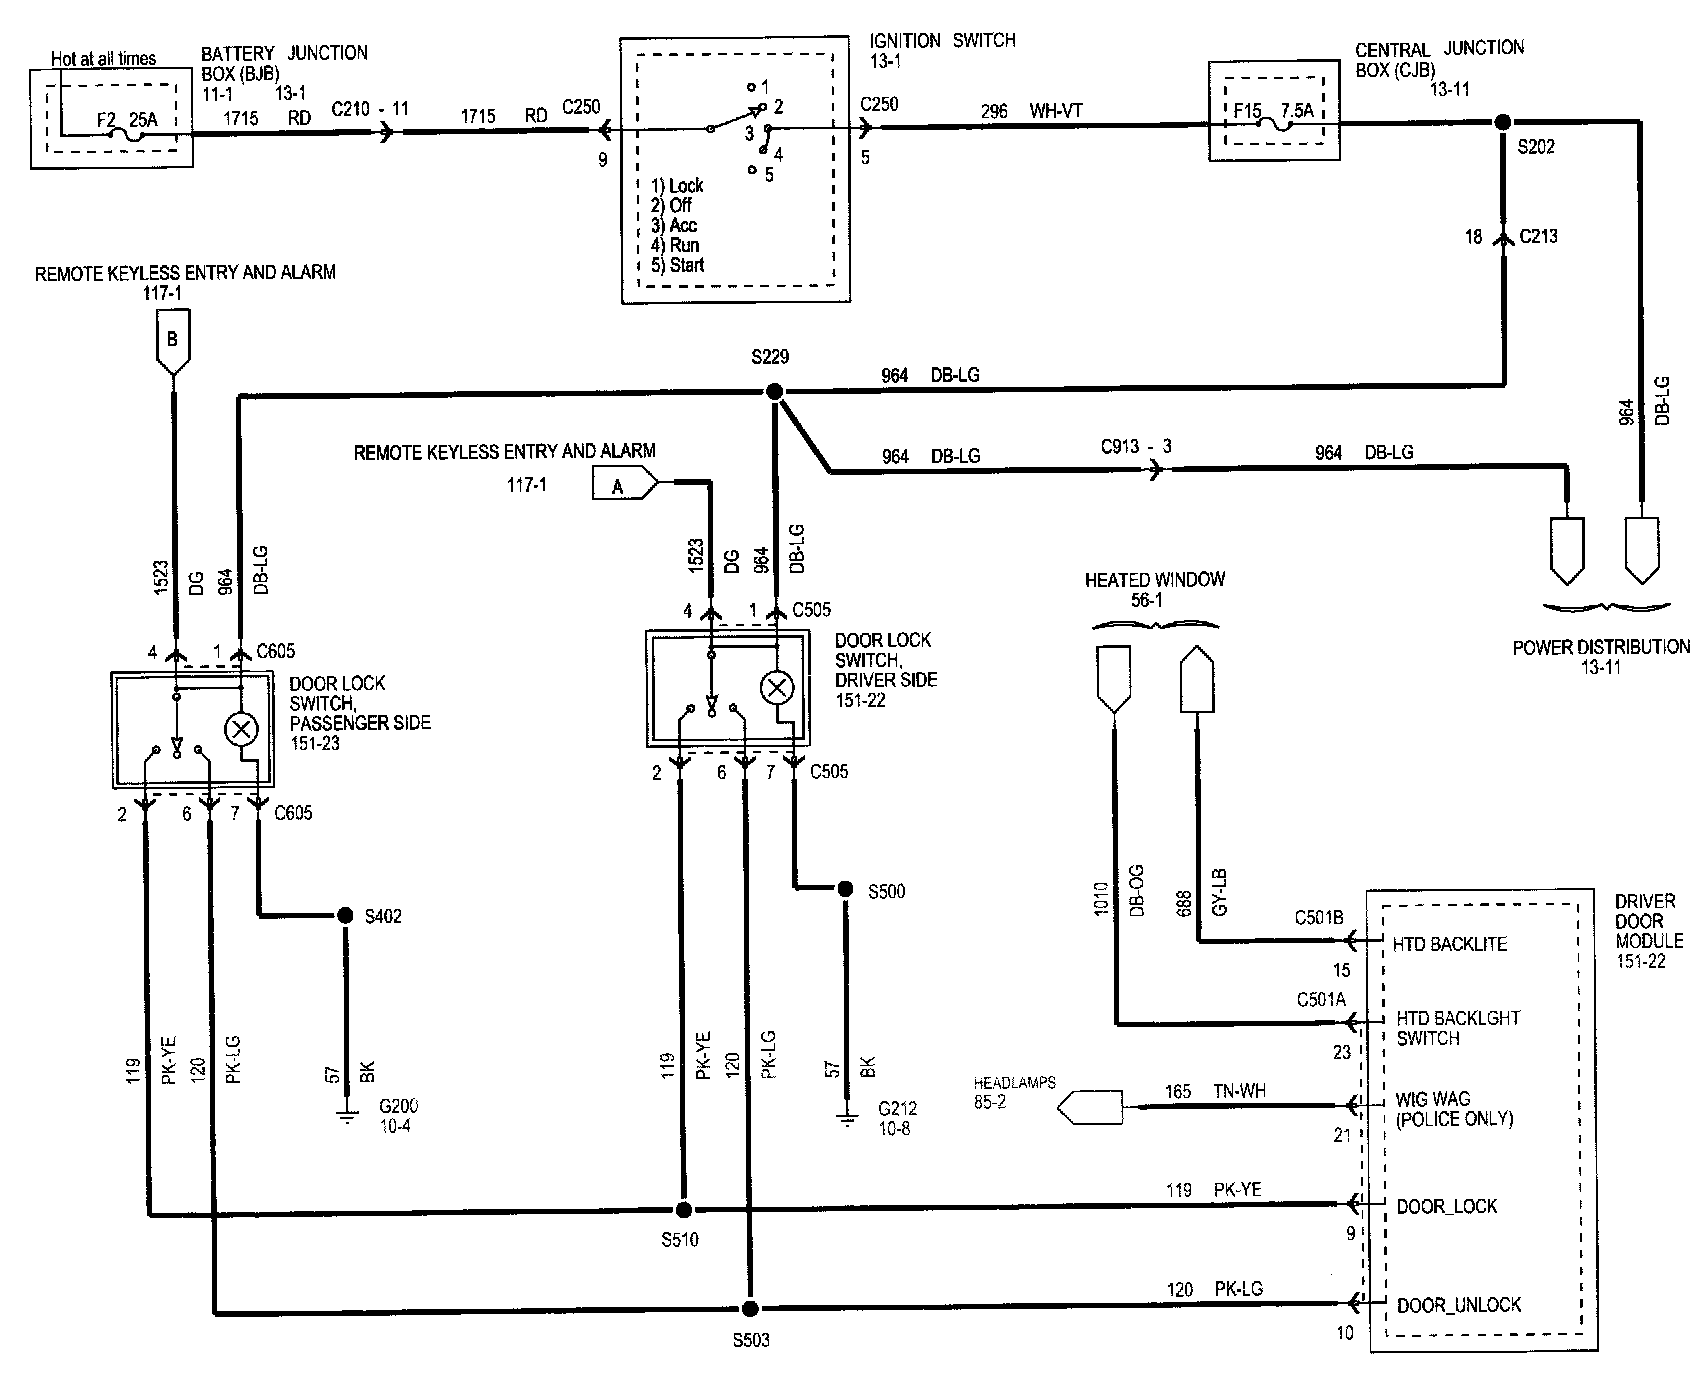 Hot at all times
BATTERY JUNCTION
BOX (BJB)
11-1 13-1
F2 25A
1715 RD
C210 - 11
1715 RD
C250
9
IGNITION SWITCH
13-1
1
2
3
4
5
1) Lock
2) Off
3) Acc
4) Run
5) Start
C250
5
296 WH-VT
CENTRAL JUNCTION
BOX (CJB)
13-11
F15 7.5A
S202
18 C213
REMOTE KEYLESS ENTRY AND ALARM
117-1
B
S229
964 DB-LG
964 DB-LG
REMOTE KEYLESS ENTRY AND ALARM
117-1
A
964 DB-LG
C913 - 3
964 DB-LG
POWER DISTRIBUTION
13-11
1523 DG
964 DB-LG
4 1 C605
DOOR LOCK
SWITCH,
PASSENGER SIDE
151-23
2 6 7 C605
1523 DG
964 DB-LG
4 1 C505
DOOR LOCK
SWITCH,
DRIVER SIDE
151-22
2 6 7 C505
HEATED WINDOW
56-1
1010 DB-OG
688 GY-LB
S402
S500
119 PK-YE
120 PK-LG
57 BK
G200
10-4
119 PK-YE
120 PK-LG
57 BK
G212
10-8
DRIVER
DOOR
MODULE
151-22
C501B
15
HTD BACKLITE
C501A
23
HTD BACKLGHT
SWITCH
HEADLAMPS
85-2
165 TN-WH
21
WIG WAG
(POLICE ONLY)
119 PK-YE
9
DOOR_LOCK
S510
120 PK-LG
10
DOOR_UNLOCK
S503